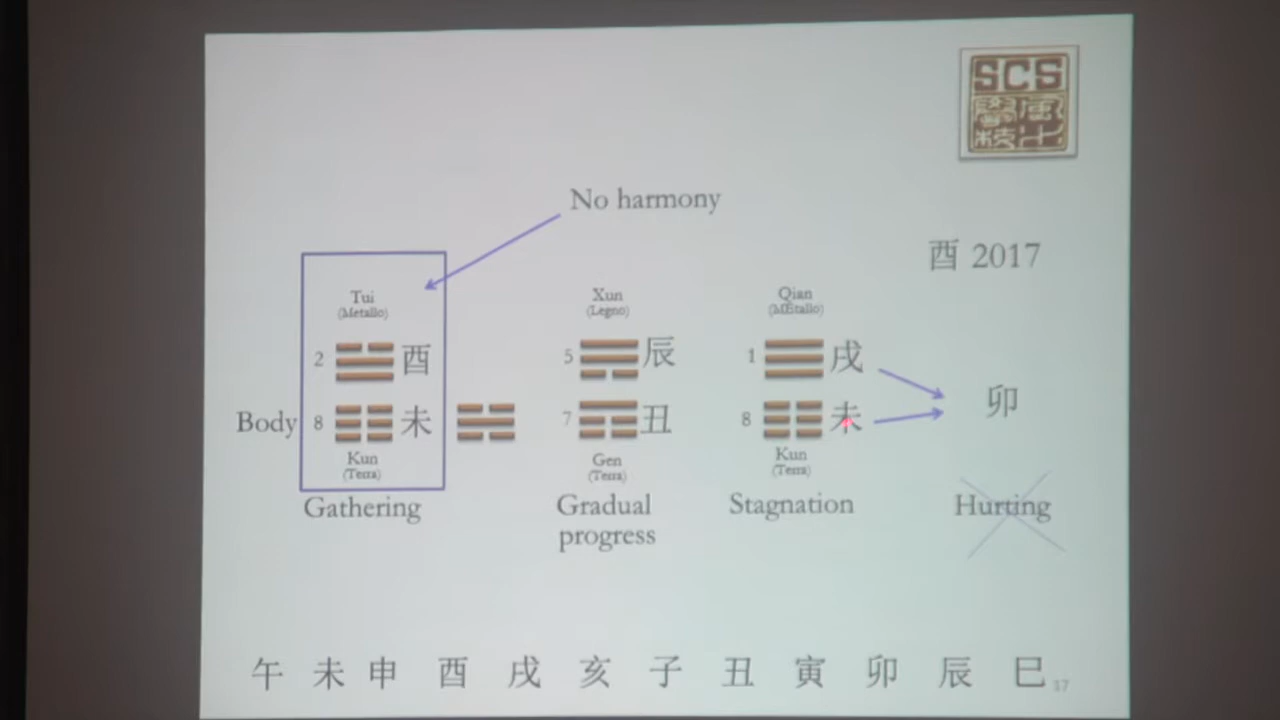 SCS
No harmony
酉 2017
Tui
(Metallo)
2 酉
Body 8 未
Kun
(Terra)
Gathering
Xun
(Legno)
5 辰
7 丑
Gen
(Terra)
Gradual
progress
Qian
1 戌
8 未
Kun
(Terra)
Stagnation
卯
Hurting
午 未 申 酉 戌 亥 子 丑 寅 卯 辰 巳
37